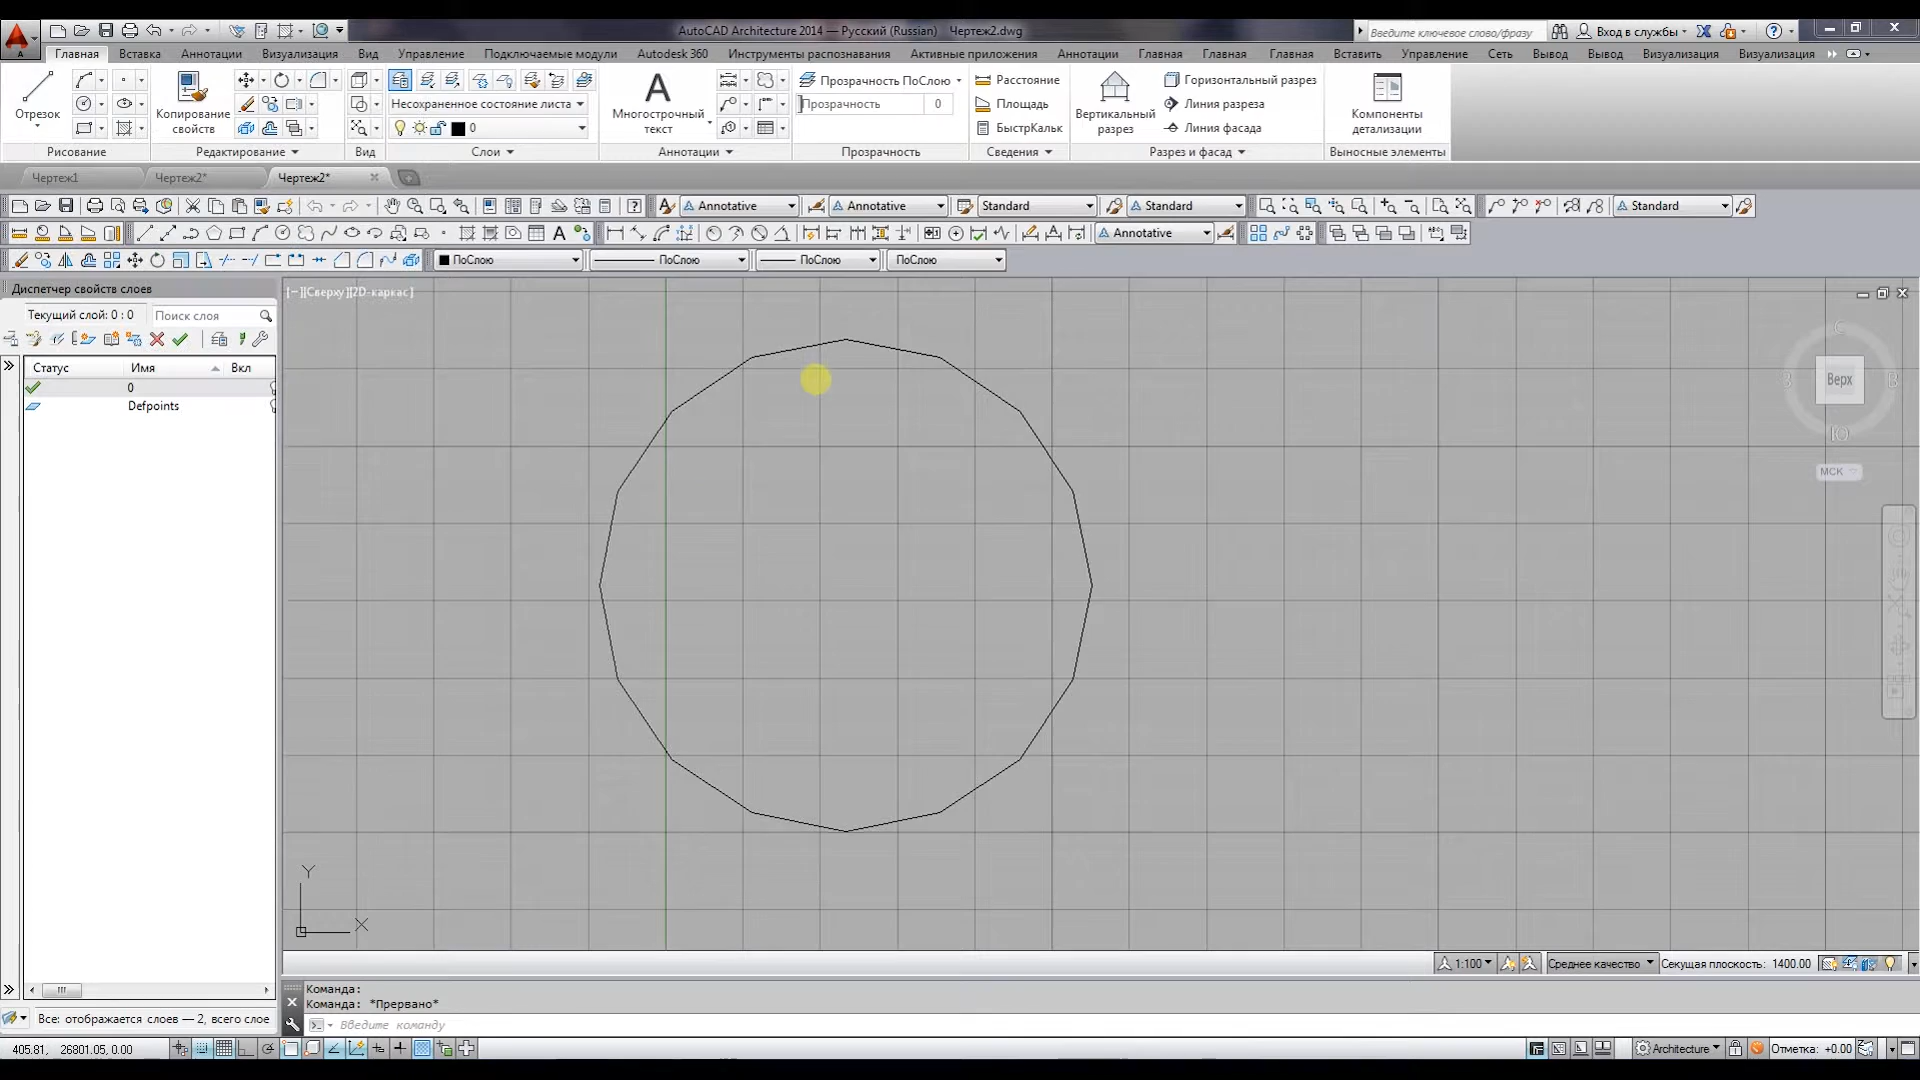 AutoCAD Architecture 2014 — Русский (Russian) Чертеж2.dwg
Введите ключевое слово/фразу
Вход в службы
Главная Вставка Аннотации Визуализация Вид Управление Подключаемые модули Autodesk 360 Инструменты распознавания Активные приложения Аннотации Главная Главная Главная Вставить Управление Сеть Вывод Вывод Визуализация Визуализация
Отрезок
Копирование свойств
Несохраненное состояние листа
0
Многострочный текст
Прозрачность ПоСлою
Прозрачность 0
Расстояние
Площадь
БыстрКальк
Вертикальный разрез
Горизонтальный разрез
Линия разреза
Линия фасада
Компоненты детализации
Рисование Редактирование Вид Слои Аннотации Прозрачность Сведения Разрез и фасад Выносные элементы
Чертеж1 Чертеж2* Чертеж2*
Annotative Annotative Standard Standard Standard
Annotative
ПоСлою ПоСлою ПоСлою ПоСлою
Диспетчер свойств слоев
Текущий слой: 0 : 0 Поиск слоя
Статус Имя Вкл
0
Defpoints
Все: отображается слоев — 2, всего слое
[−][Сверху][2D-каркас]
С
З Верх В
Ю
МСК
Y
X
1:100 Среднее качество Секущая плоскость: 1400.00
Команда:
Команда: *Прервано*
Введите команду
405.81, 26801.05, 0.00 Architecture Отметка: +0.00